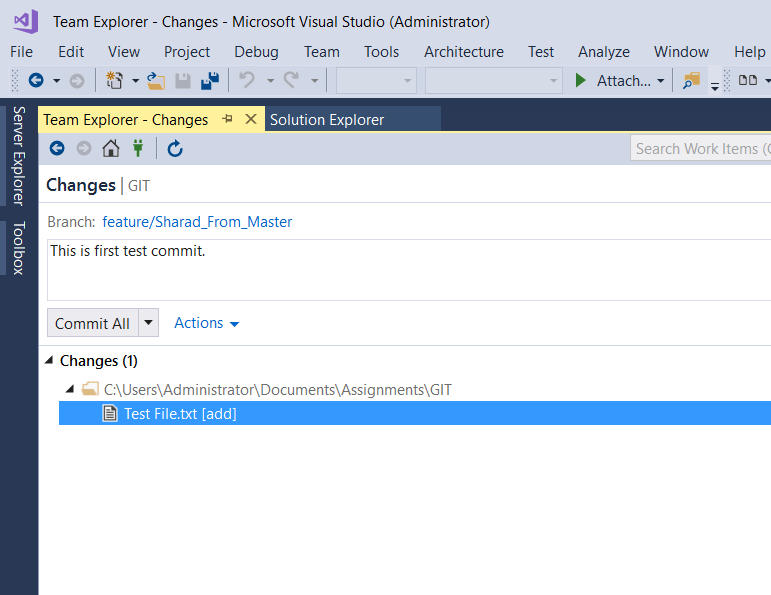 Team Explorer - Changes - Microsoft Visual Studio (Administrator)
File Edit View Project Debug Team Tools Architecture Test Analyze Window Help
Attach...
Server Explorer
Toolbox
Team Explorer - Changes Solution Explorer
Search Work Items (
Changes | GIT
Branch: feature/Sharad_From_Master
This is first test commit.
Commit All Actions
Changes (1)
C:\Users\Administrator\Documents\Assignments\GIT
Test File.txt [add]